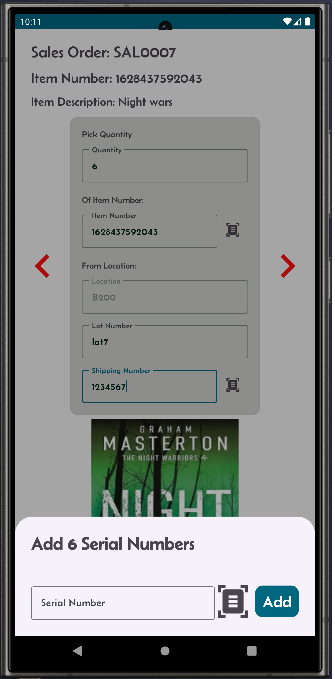 10:11
Sales Order: SAL0007
Item Number: 1628437592043
Item Description: Night wars
Pick Quantity
Quantity
6
Of Item Number:
Item Number
1628437592043
From Location:
Location
B200
Lot Number
lot7
Shipping Number
1234567
GRAHAM
MASTERTON
THE NIGHT WARRIORS 4
NIGHT
Add 6 Serial Numbers
Serial Number
Add